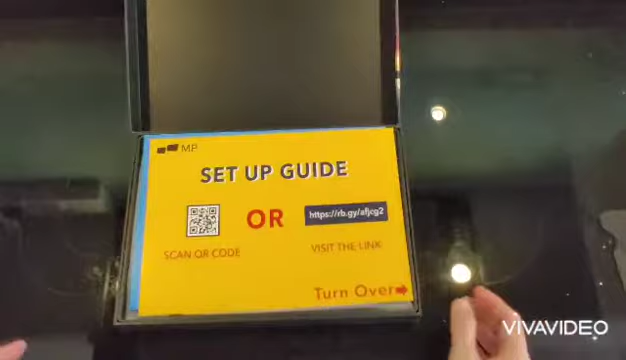 MP
SET UP GUIDE
OR
https://rb.gy/afjcg2
SCAN QR CODE
VISIT THE LINK
Turn Over
VIVAVIDEO